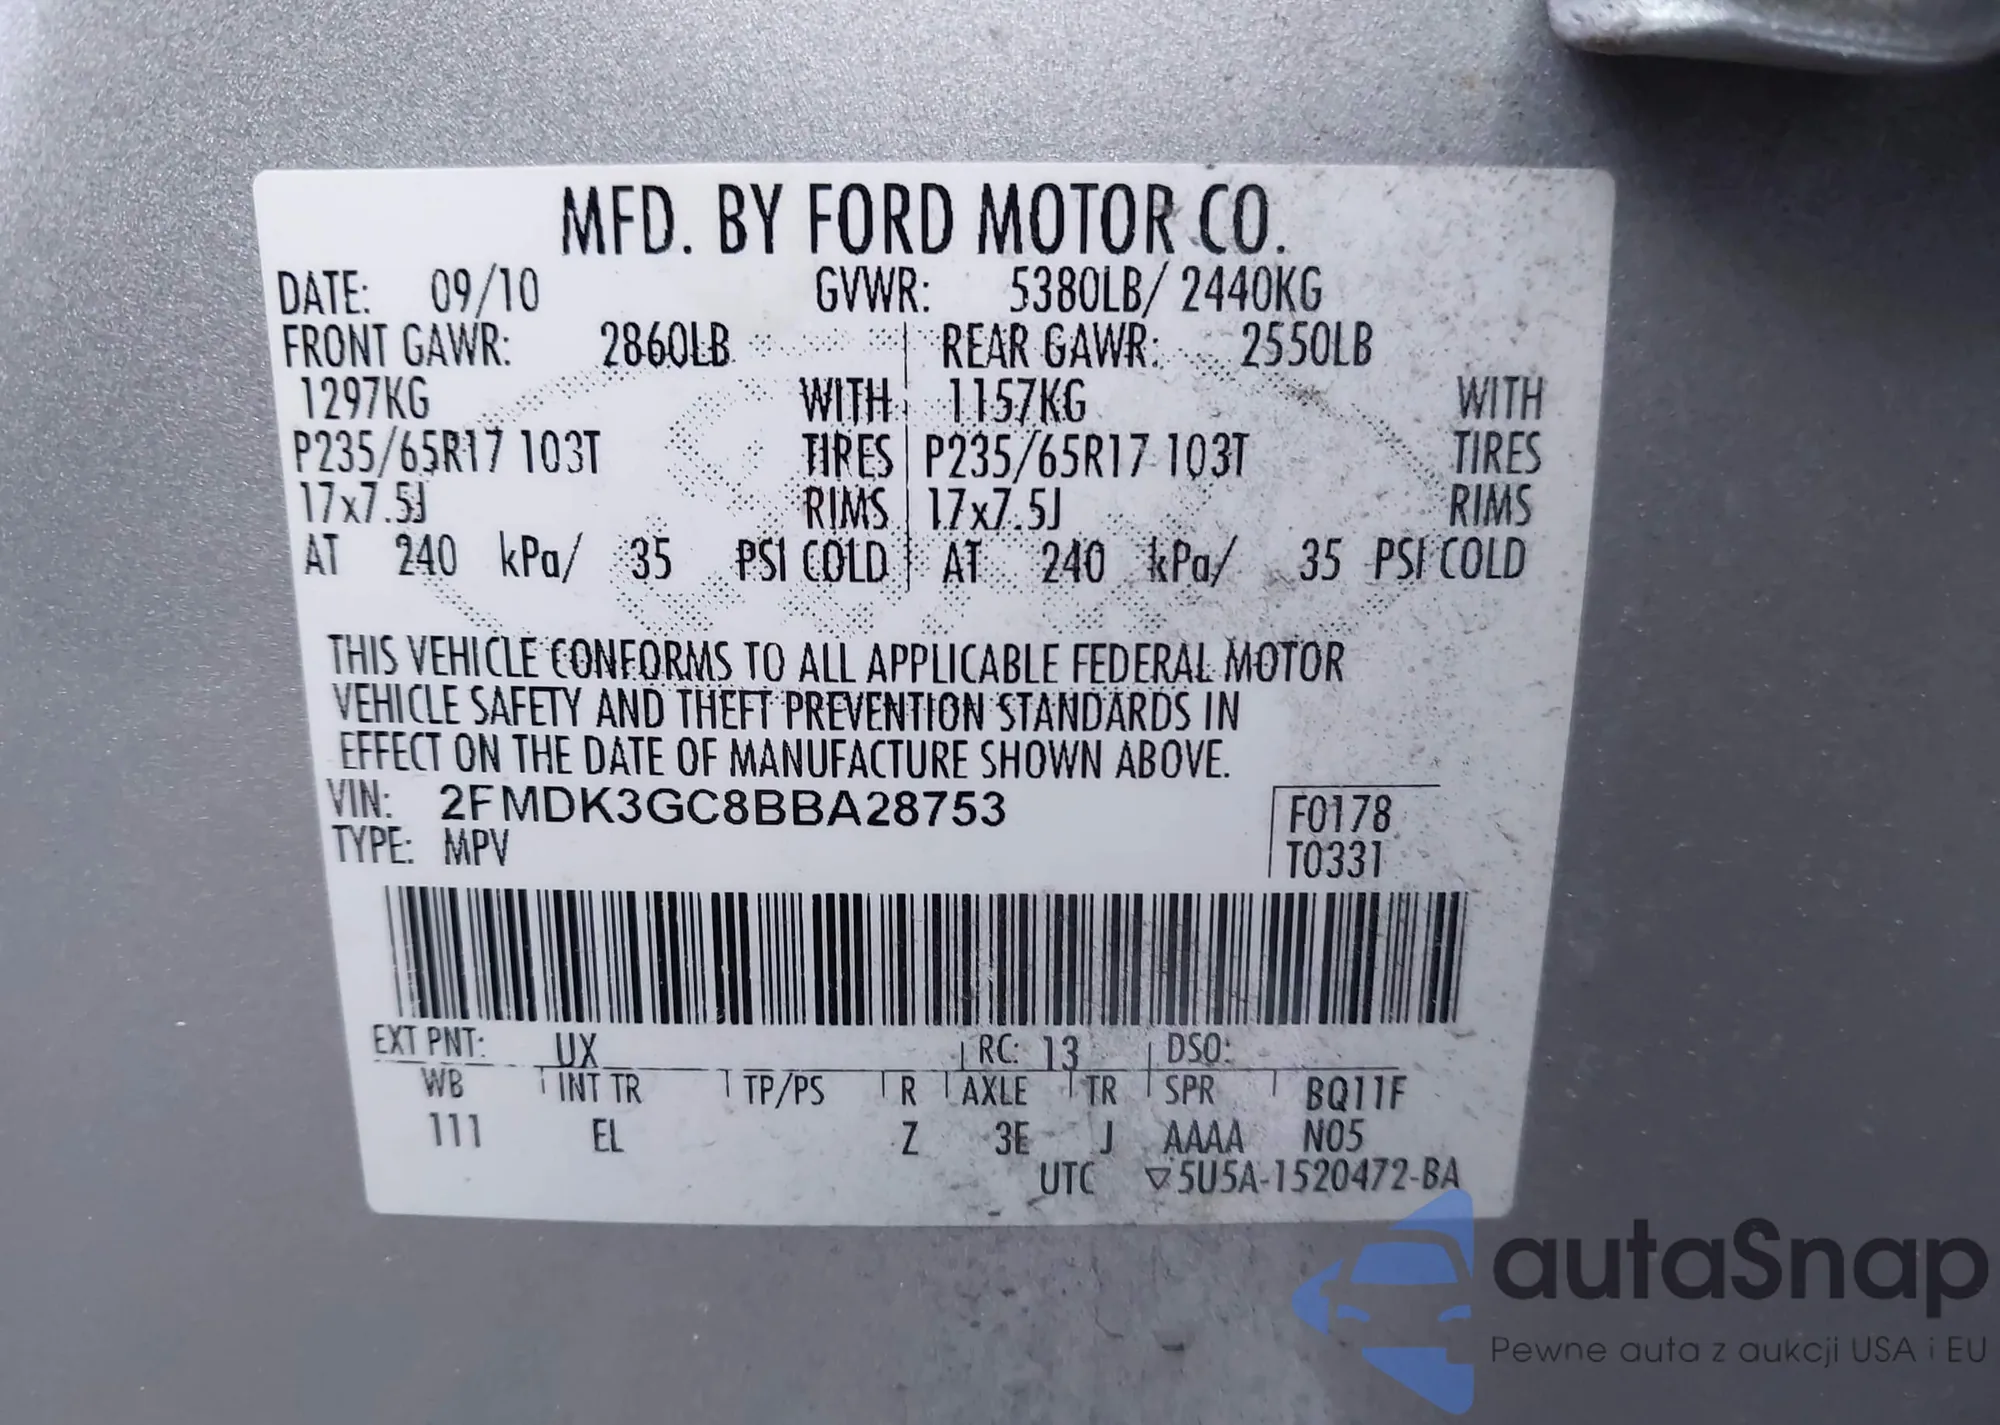 MFD. BY FORD MOTOR CO.
DATE: 09/10 GVWR: 5380LB/ 2440KG
FRONT GAWR: 2860LB REAR GAWR: 2550LB
1297KG WITH 1157KG WITH
P235/65R17 103T TIRES P235/65R17 103T TIRES
17x7.5J RIMS 17x7.5J RIMS
AT 240 kPa/ 35 PSI COLD AT 240 kPa/ 35 PSI COLD
THIS VEHICLE CONFORMS TO ALL APPLICABLE FEDERAL MOTOR
VEHICLE SAFETY AND THEFT PREVENTION STANDARDS IN
EFFECT ON THE DATE OF MANUFACTURE SHOWN ABOVE.
VIN: 2FMDK3GC8BBA28753 F0178
TYPE: MPV T0331
EXT PNT: UX RC: 13 DSO:
WB INT TR TP/PS R AXLE TR SPR BQ11F
111 EL Z 3E J AAAA N05
UTC ▽5U5A-1520472-BA
autaSnap
Pewne auta z aukcji USA i EU